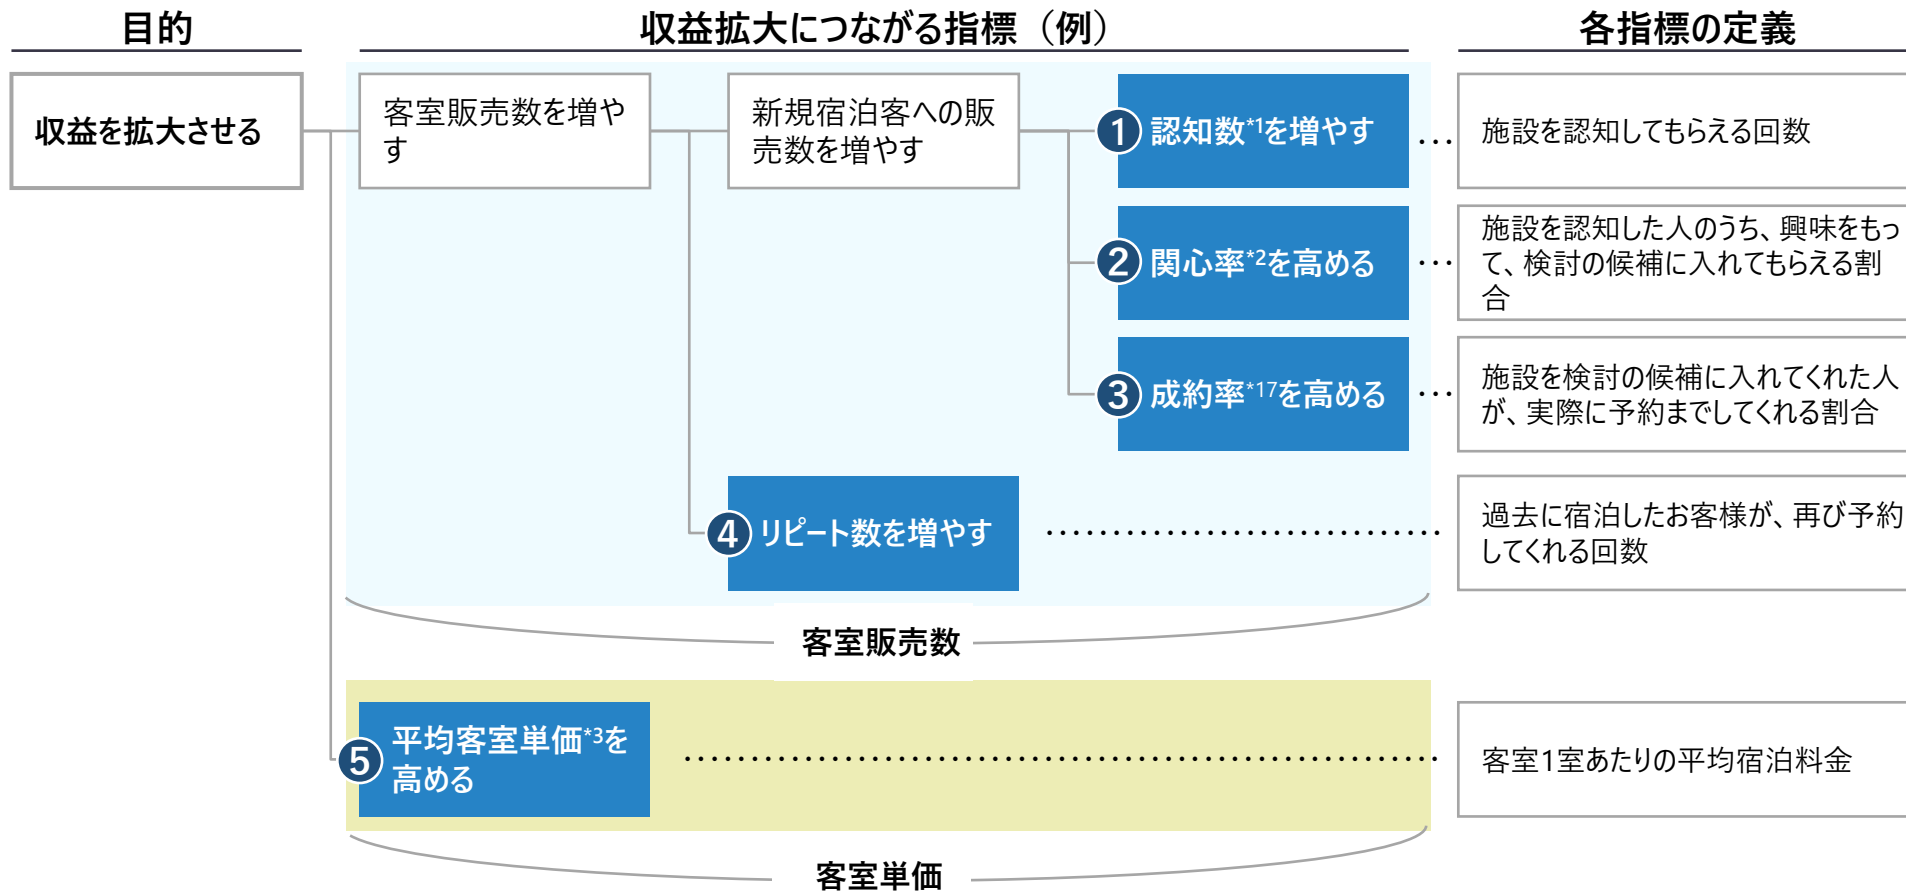 目的
収益拡大につながる指標（例）
各指標の定義
収益を拡大させる
客室販売数を増や
す
新規宿泊客への販
売数を増やす
1 認知数*1を増やす
施設を認知してもらえる回数
2 関心率*2を高める
施設を認知した人のうち、興味をもっ
て、検討の候補に入れてもらえる割
合
3 成約率*17を高める
施設を検討の候補に入れてくれた人
が、実際に予約までしてくれる割合
4 リピート数を増やす
過去に宿泊したお客様が、再び予約
してくれる回数
客室販売数
5 平均客室単価*3を
高める
客室1室あたりの平均宿泊料金
客室単価